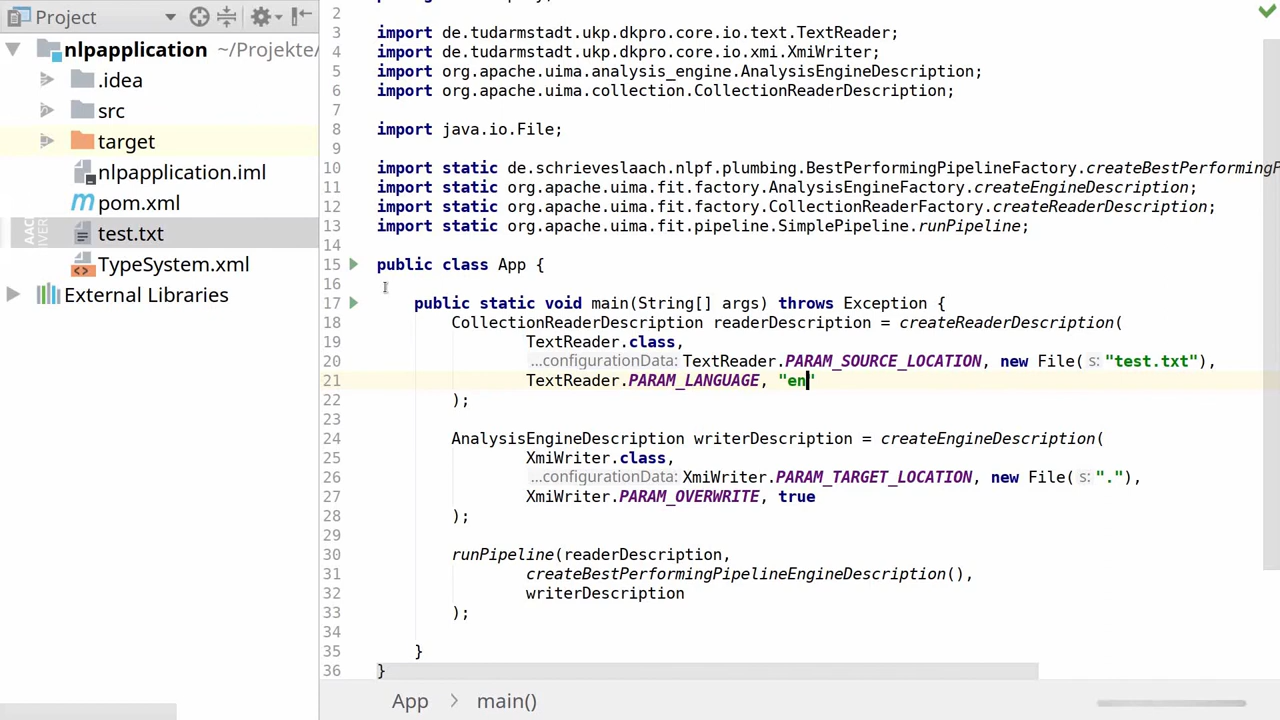 Project
nlpapplication ~/Projekte/
.idea
src
target
nlpapplication.iml
pom.xml
test.txt
TypeSystem.xml
External Libraries
2
3 import de.tudarmstadt.ukp.dkpro.core.io.text.TextReader;
4 import de.tudarmstadt.ukp.dkpro.core.io.xmi.XmiWriter;
5 import org.apache.uima.analysis_engine.AnalysisEngineDescription;
6 import org.apache.uima.collection.CollectionReaderDescription;
7
8 import java.io.File;
9
10 import static de.schrieveslaach.nlpf.plumbing.BestPerformingPipelineFactory.createBestPerformingP
11 import static org.apache.uima.fit.factory.AnalysisEngineFactory.createEngineDescription;
12 import static org.apache.uima.fit.factory.CollectionReaderFactory.createReaderDescription;
13 import static org.apache.uima.fit.pipeline.SimplePipeline.runPipeline;
14
15 public class App {
16
17 public static void main(String[] args) throws Exception {
18 CollectionReaderDescription readerDescription = createReaderDescription(
19 TextReader.class,
20 ...configurationData: TextReader.PARAM_SOURCE_LOCATION, new File( s: "test.txt"),
21 TextReader.PARAM_LANGUAGE, "en"
22 );
23
24 AnalysisEngineDescription writerDescription = createEngineDescription(
25 XmiWriter.class,
26 ...configurationData: XmiWriter.PARAM_TARGET_LOCATION, new File( s: "."),
27 XmiWriter.PARAM_OVERWRITE, true
28 );
29
30 runPipeline(readerDescription,
31 createBestPerformingPipelineEngineDescription(),
32 writerDescription
33 );
34
35 }
36 }
App > main()